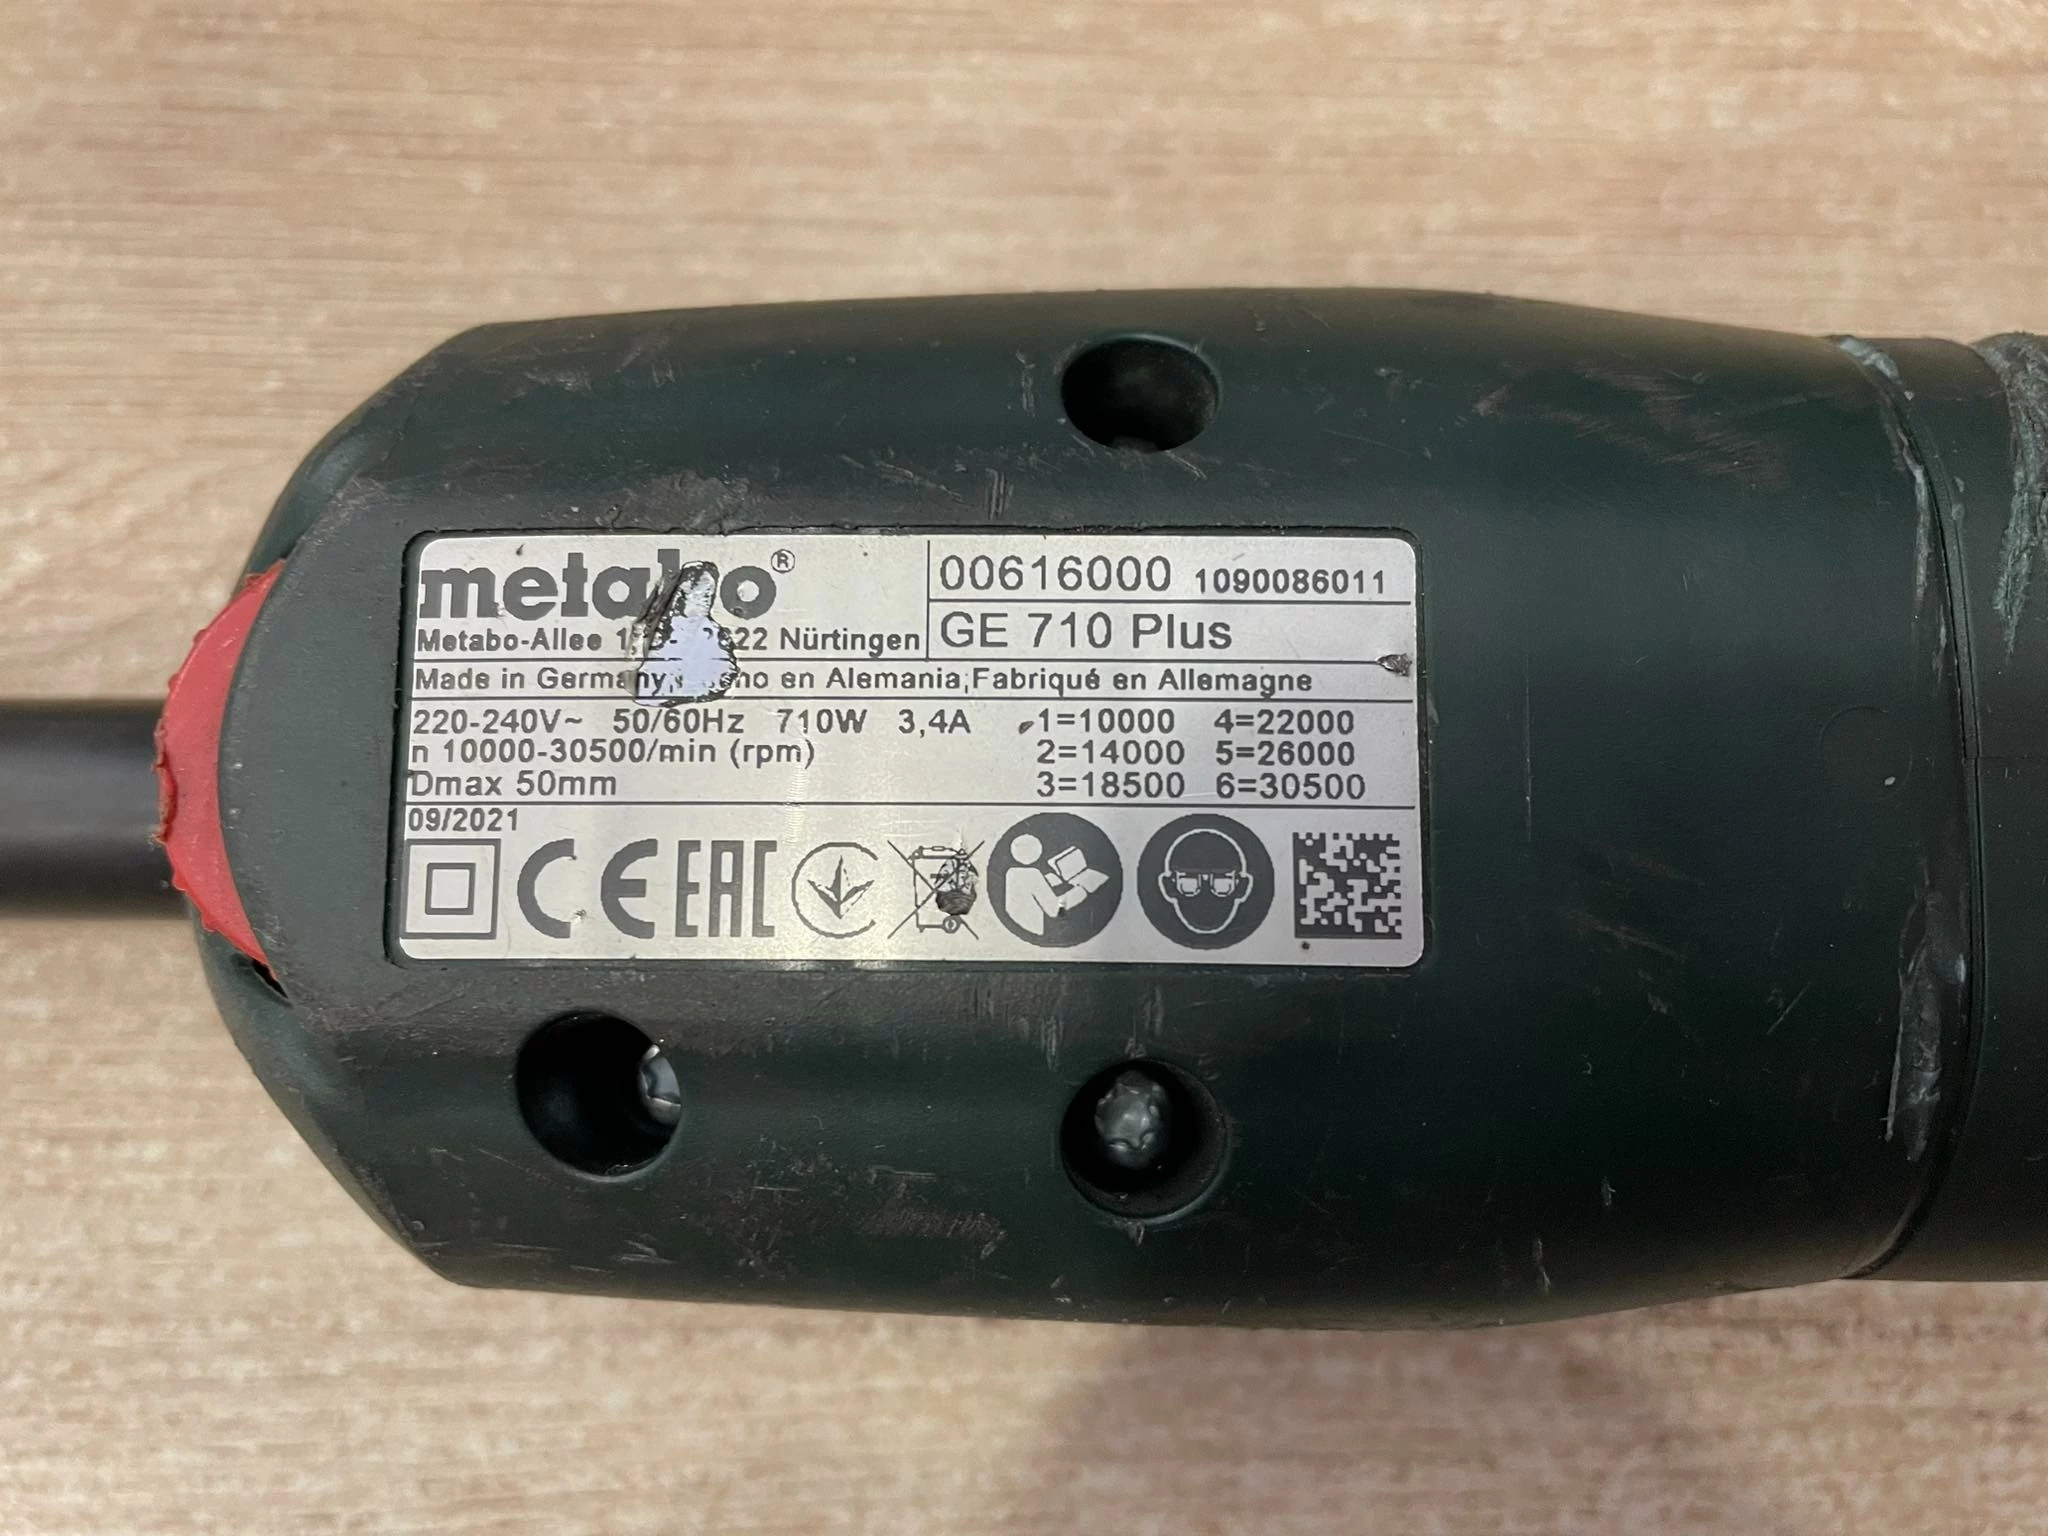 metabo®
00616000 1090086011
GE 710 Plus
Metabo-Allee Nürtingen
Made in Germany, en Alemania,Fabriqué en Allemagne
220-240V~ 50/60Hz 710W 3,4A
n 10000-30500/min (rpm)
Dmax 50mm
1=10000 4=22000
2=14000 5=26000
3=18500 6=30500
09/2021
CE EAC